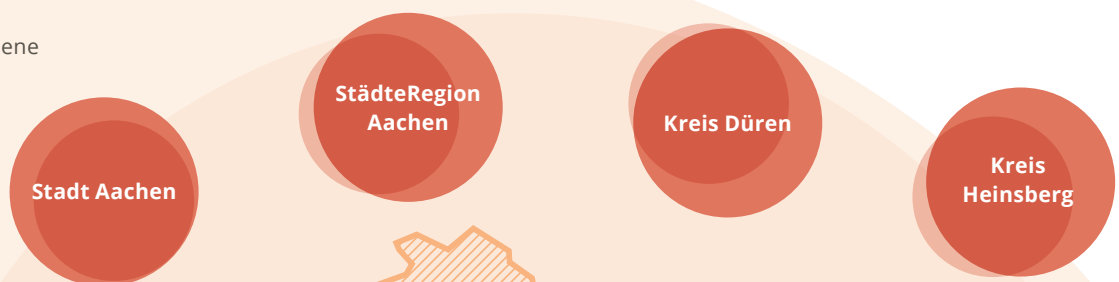 ene
StädteRegion
Aachen
Kreis Düren
Kreis
Heinsberg
Stadt Aachen